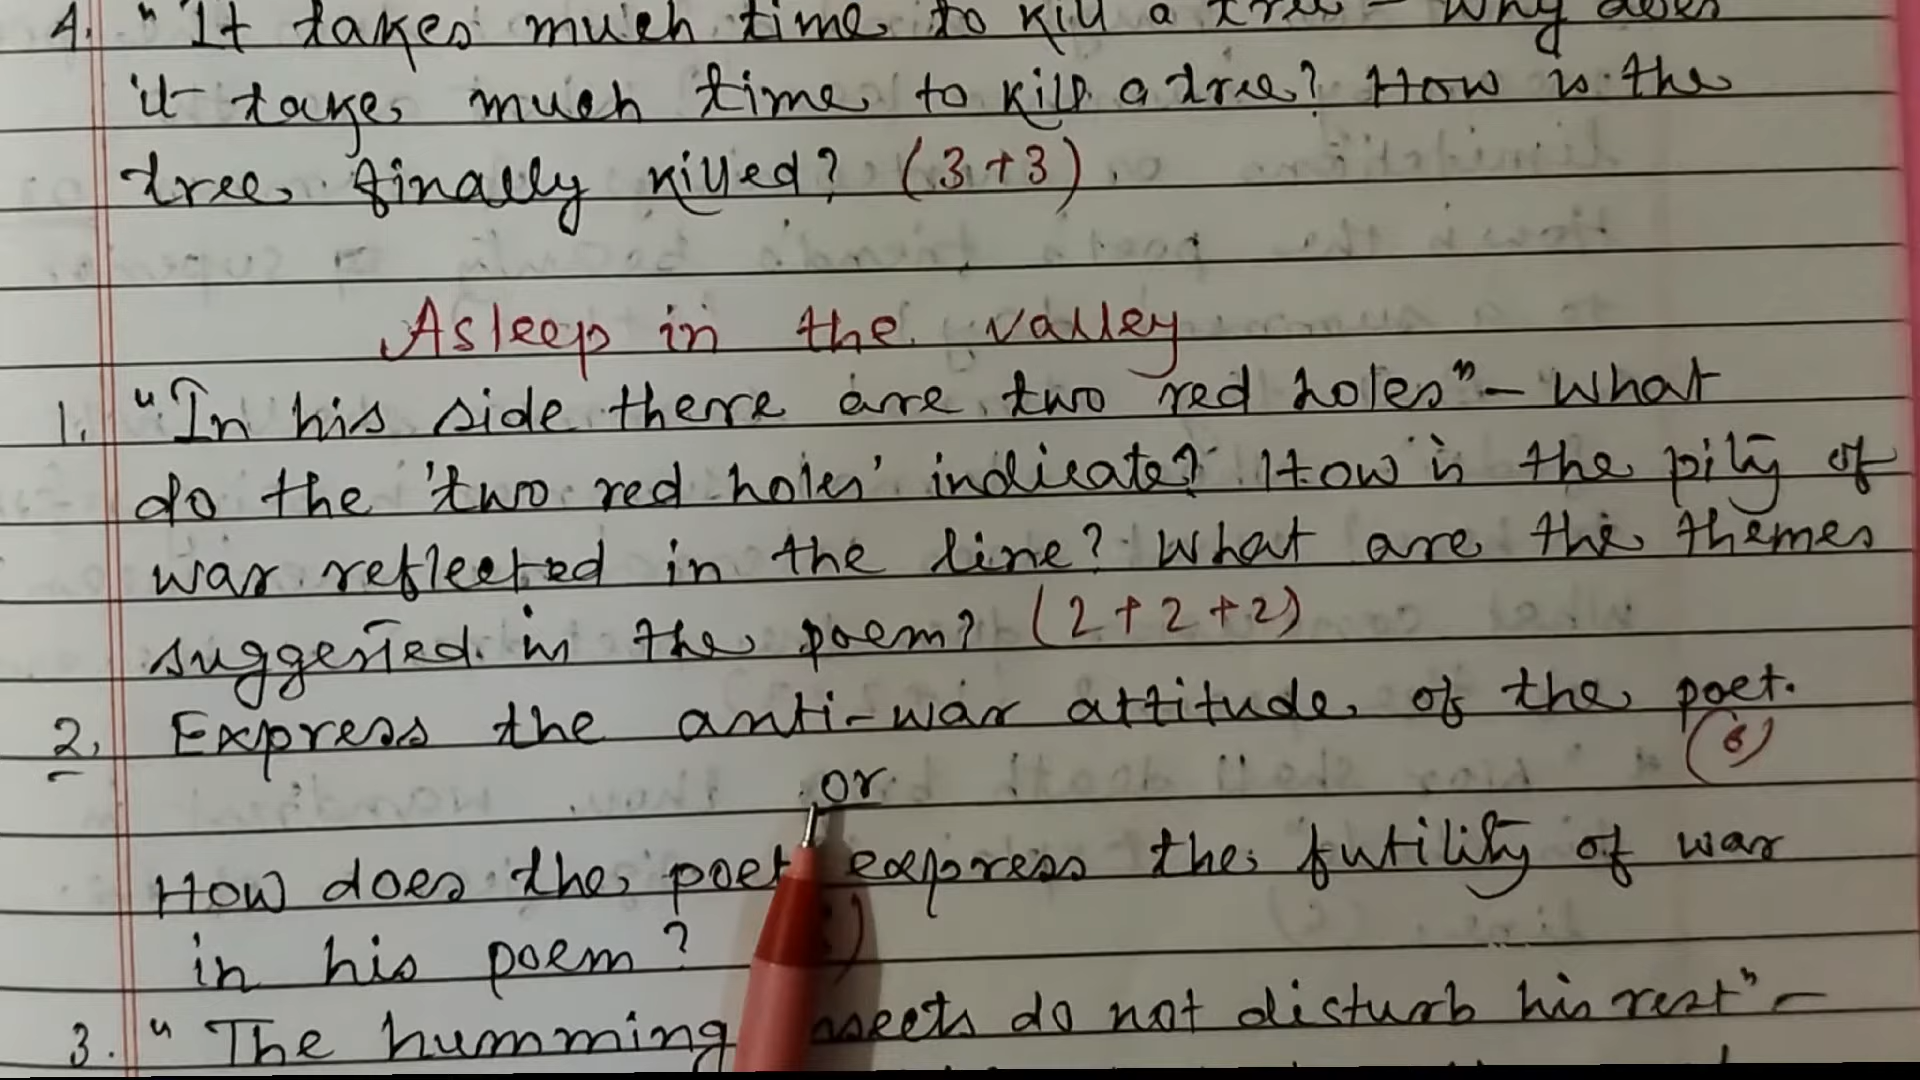 4. "It takes much time to kill a tree" – Why does
it takes much time to kill a tree? How is the
tree finally killed? (3+3)
Asleep in the valley
1. "In his side there are two red holes" – What
do the 'two red holes' indicate? How is the pity of
war reflected in the line? What are the themes
suggested in the poem? (2+2+2)
2. Express the anti-war attitude of the poet.
(6)
or
How does the poet express the futility of war
in his poem?
3. "The humming insects do not disturb his rest" –